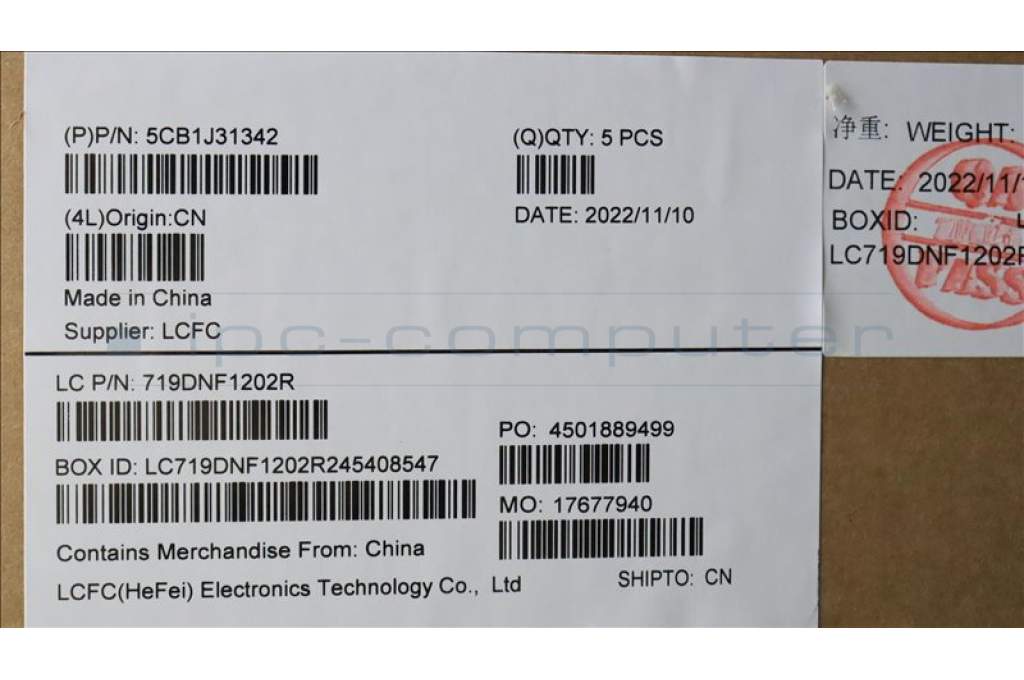 (P)P/N: 5CB1J31342
(Q)QTY: 5 PCS
(4L)Origin:CN
DATE: 2022/11/10
Made in China
Supplier: LCFC
LC P/N: 719DNF1202R
PO: 4501889499
BOX ID: LC719DNF1202R245408547
MO: 17677940
Contains Merchandise From: China
LCFC(HeFei) Electronics Technology Co., Ltd
SHIPTO: CN
净重: WEIGHT:
DATE: 2022/11/
BOXID:
LC719DNF1202R
PASS
ipc-computer